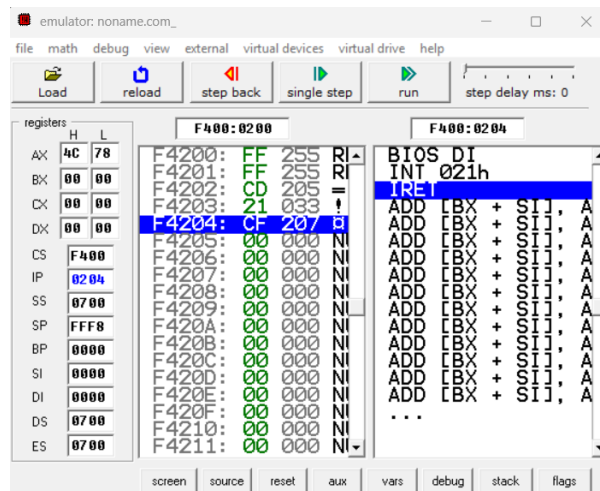 emulator: noname.com_
file math debug view external virtual devices virtual drive help
Load reload step back single step run step delay ms: 0
registers
H L
F400:0200
F400:0204
AX 4C 78
BX 00 00
CX 00 00
DX 00 00
CS F400
IP 0204
SS 0700
SP FFF8
BP 0000
SI 0000
DI 0000
DS 0700
ES 0700
F4200: FF 255
F4201: FF 255
F4202: CD 205 =
F4203: 21 033 !
F4204: CF 207 ¤
F4205: 00 000
F4206: 00 000
F4207: 00 000
F4208: 00 000
F4209: 00 000
F420A: 00 000
F420B: 00 000
F420C: 00 000
F420D: 00 000
F420E: 00 000
F420F: 00 000
F4210: 00 000
F4211: 00 000
BIOS DI
INT 021h
IRET
ADD [BX + SI], A
ADD [BX + SI], A
ADD [BX + SI], A
ADD [BX + SI], A
ADD [BX + SI], A
ADD [BX + SI], A
ADD [BX + SI], A
ADD [BX + SI], A
ADD [BX + SI], A
ADD [BX + SI], A
ADD [BX + SI], A
...
screen source reset aux vars debug stack flags